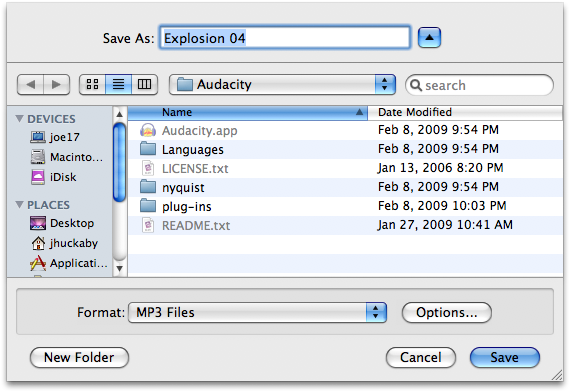 Save As: Explosion 04
Audacity
search
DEVICES
joe17
Macinto...
iDisk
PLACES
Desktop
jhuckaby
Applicati...
Name Date Modified
Audacity.app Feb 8, 2009 9:54 PM
Languages Feb 8, 2009 9:54 PM
LICENSE.txt Jan 13, 2006 8:20 PM
nyquist Feb 8, 2009 9:54 PM
plug-ins Feb 8, 2009 10:03 PM
README.txt Jan 27, 2009 10:41 AM
Format: MP3 Files Options...
New Folder Cancel Save